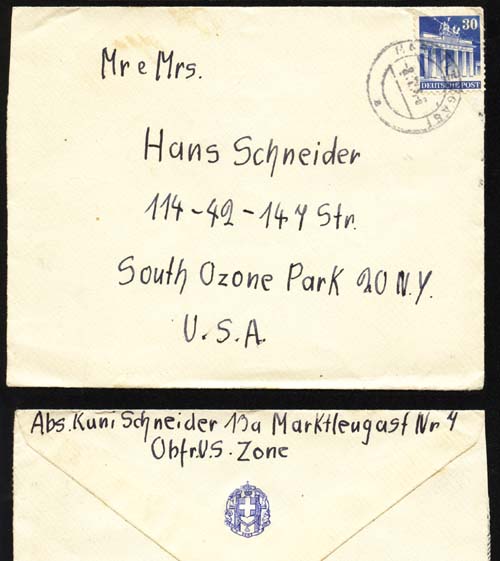 30
DEUTSCHE POST
Mr e Mrs.
Hans Schneider
114-42-147 Str.
South Ozone Park 20 N.Y.
U.S.A.
Abs. Kuni Schneider 13a Marktleugast Nr 4
Obfr. U.S. Zone